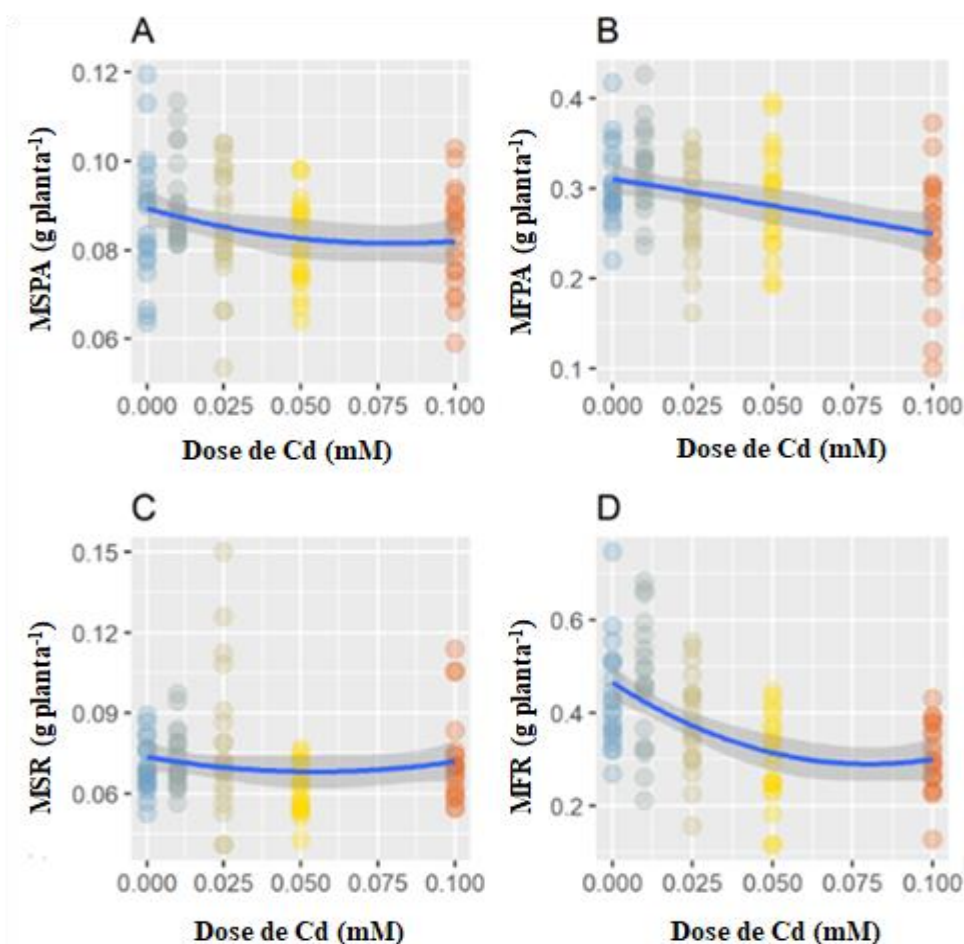 A
B
MSPA (g planta⁻¹)
0.12
0.10
0.08
0.06
0.000 0.025 0.050 0.075 0.100
Dose de Cd (mM)
MFPA (g planta⁻¹)
0.4
0.3
0.2
0.1
0.000 0.025 0.050 0.075 0.100
Dose de Cd (mM)
C
D
MSR (g planta⁻¹)
0.15
0.12
0.09
0.06
0.000 0.025 0.050 0.075 0.100
Dose de Cd (mM)
MFR (g planta⁻¹)
0.6
0.4
0.2
0.000 0.025 0.050 0.075 0.100
Dose de Cd (mM)